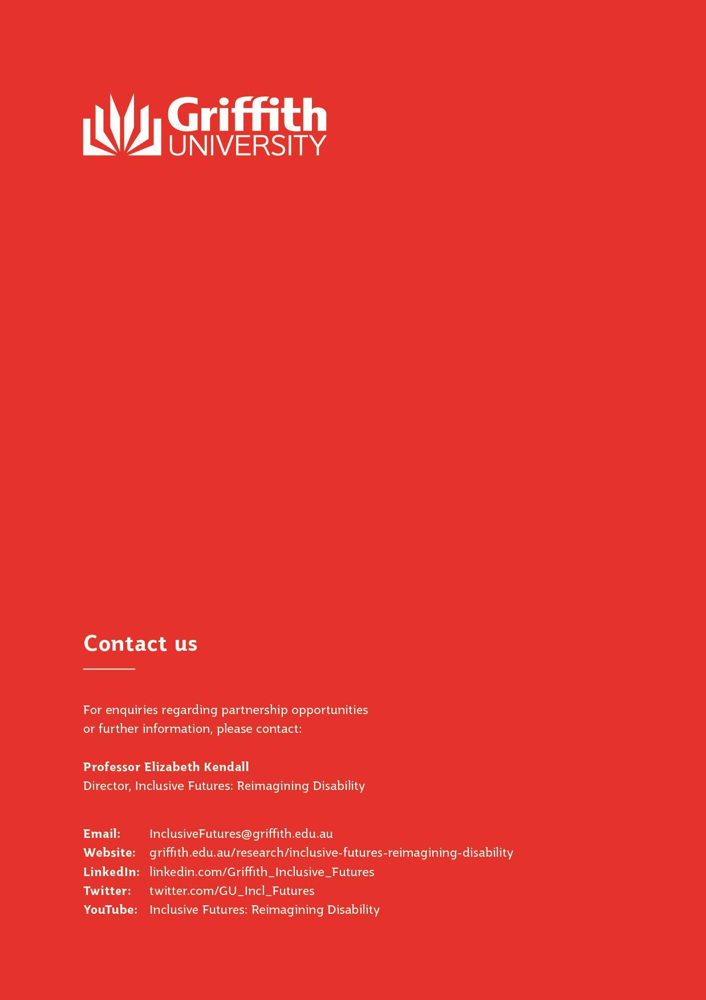 Griffith
UNIVERSITY
Contact us
For enquiries regarding partnership opportunities
or further information, please contact:
Professor Elizabeth Kendall
Director, Inclusive Futures: Reimagining Disability
Email: InclusiveFutures@griffith.edu.au
Website: griffith.edu.au/research/inclusive-futures-reimagining-disability
LinkedIn: linkedin.com/Griffith_Inclusive_Futures
Twitter: twitter.com/GU_Incl_Futures
YouTube: Inclusive Futures: Reimagining Disability